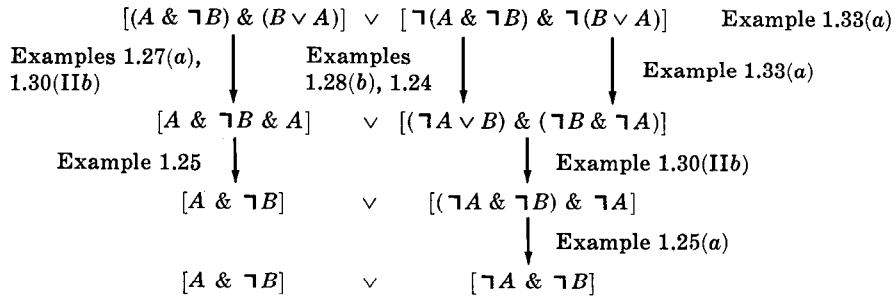 [(A & ¬B) & (B ∨ A)] ∨ [¬(A & ¬B) & ¬(B ∨ A)] Example 1.33(a)
Examples 1.27(a), Examples
1.30(IIb) 1.28(b), 1.24 Example 1.33(a)
[A & ¬B & A] ∨ [(¬A ∨ B) & (¬B & ¬A)]
Example 1.25 Example 1.30(IIb)
[A & ¬B] ∨ [(¬A & ¬B) & ¬A]
Example 1.25(a)
[A & ¬B] ∨ [¬A & ¬B]